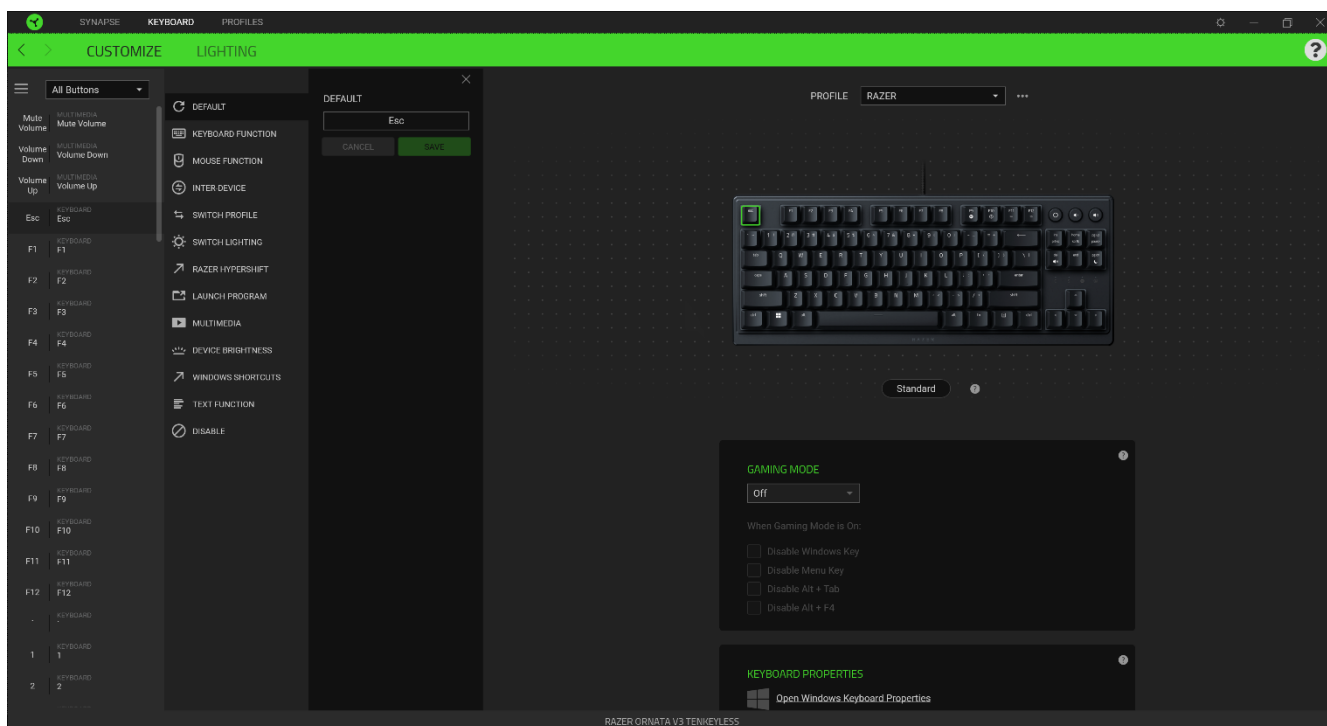 SYNAPSE KEYBOARD PROFILES
CUSTOMIZE LIGHTING
?
All Buttons
Mute Volume MULTIMEDIA Mute Volume
Volume Down MULTIMEDIA Volume Down
Volume Up MULTIMEDIA Volume Up
Esc KEYBOARD Esc
F1 KEYBOARD F1
F2 KEYBOARD F2
F3 KEYBOARD F3
F4 KEYBOARD F4
F5 KEYBOARD F5
F6 KEYBOARD F6
F7 KEYBOARD F7
F8 KEYBOARD F8
F9 KEYBOARD F9
F10 KEYBOARD F10
F11 KEYBOARD F11
F12 KEYBOARD F12
` KEYBOARD `
1 KEYBOARD 1
2 KEYBOARD 2
DEFAULT
KEYBOARD FUNCTION
MOUSE FUNCTION
INTER-DEVICE
SWITCH PROFILE
SWITCH LIGHTING
RAZER HYPERSHIFT
LAUNCH PROGRAM
MULTIMEDIA
DEVICE BRIGHTNESS
WINDOWS SHORTCUTS
TEXT FUNCTION
DISABLE
DEFAULT
Esc
CANCEL SAVE
PROFILE RAZER
Standard ?
GAMING MODE ?
Off
When Gaming Mode is On:
Disable Windows Key
Disable Menu Key
Disable Alt + Tab
Disable Alt + F4
KEYBOARD PROPERTIES ?
Open Windows Keyboard Properties
RAZER ORNATA V3 TENKEYLESS